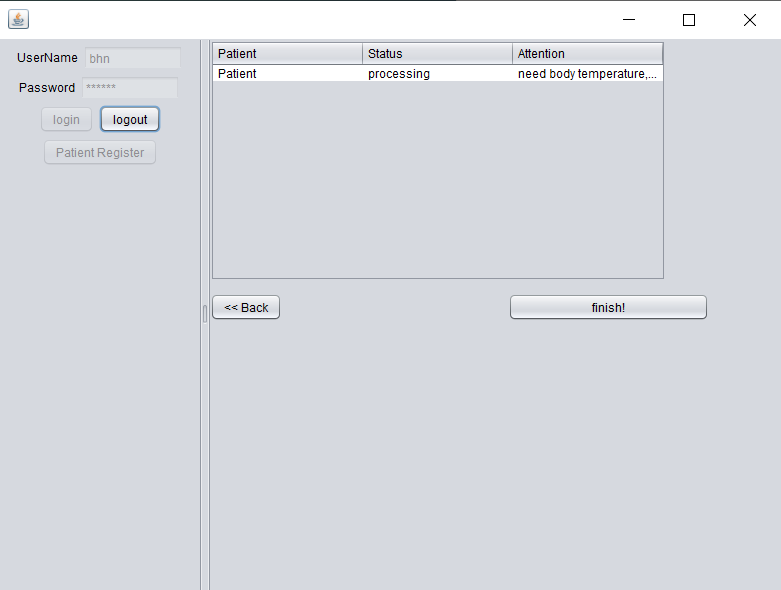 UserName bhn
Password ******
login logout
Patient Register
Patient Status Attention
Patient processing need body temperature,...
<< Back finish!